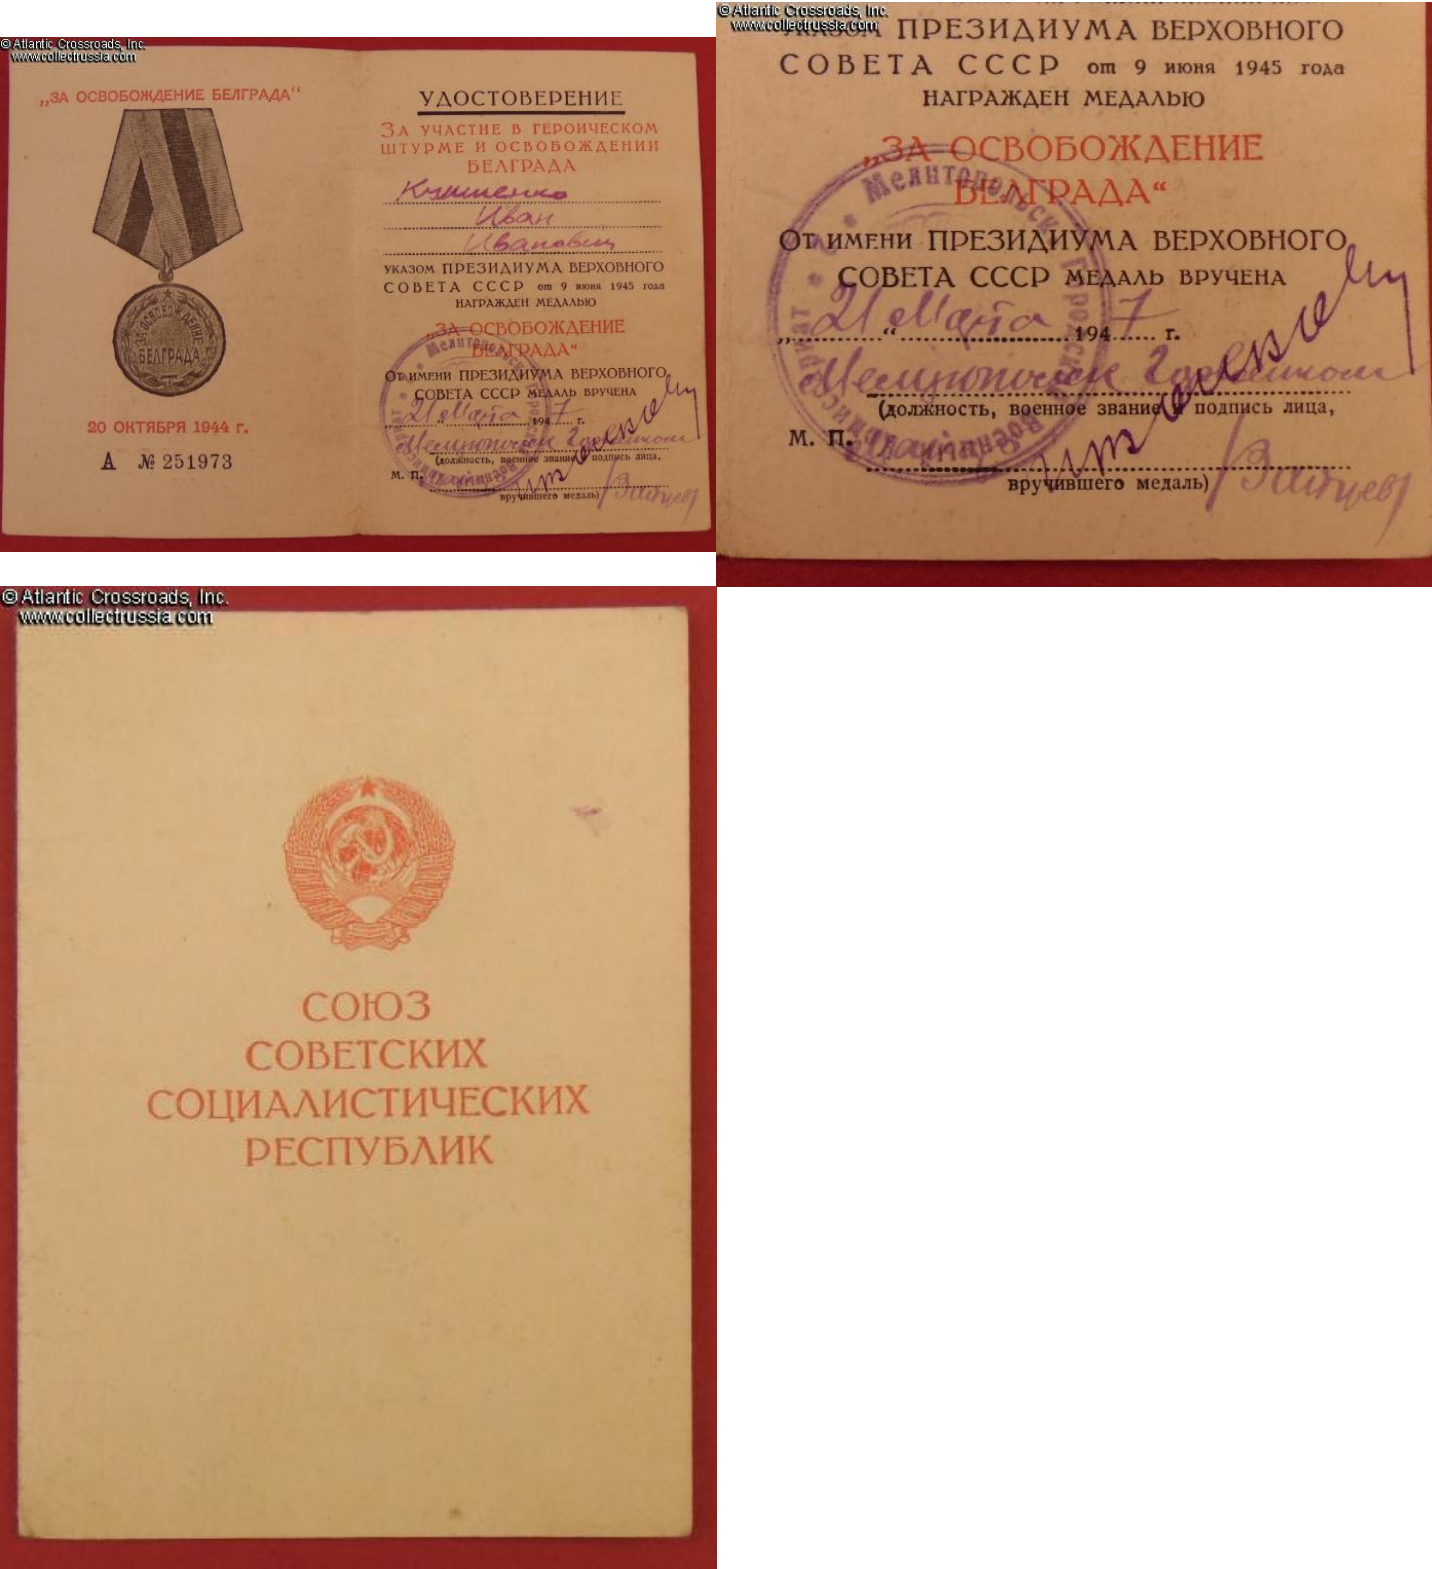 © Atlantic Crossroads, Inc.
www.collectrussia.com
„ЗА ОСВОБОЖДЕНИЕ БЕЛГРАДА“
ЗА ОСВОБОЖДЕНИЕ
БЕЛГРАДА
20 ОКТЯБРЯ 1944 г.
А № 251973
УДОСТОВЕРЕНИЕ
ЗА УЧАСТИЕ В ГЕРОИЧЕСКОМ
ШТУРМЕ И ОСВОБОЖДЕНИИ
БЕЛГРАДА
Иван
Иванович
УКАЗОМ ПРЕЗИДИУМА ВЕРХОВНОГО
СОВЕТА СССР от 9 июня 1945 года
НАГРАЖДЕН МЕДАЛЬЮ
„ЗА ОСВОБОЖДЕНИЕ
БЕЛГРАДА“
ОТ ИМЕНИ ПРЕЗИДИУМА ВЕРХОВНОГО
СОВЕТА СССР МЕДАЛЬ ВРУЧЕНА
„21“ Марта 1947 г.
(должность, военное звание и подпись лица,
М. П.
вручившего медаль)
© Atlantic Crossroads, Inc.
www.collectrussia.com
УКАЗОМ ПРЕЗИДИУМА ВЕРХОВНОГО
СОВЕТА СССР от 9 июня 1945 года
НАГРАЖДЕН МЕДАЛЬЮ
„ЗА ОСВОБОЖДЕНИЕ
БЕЛГРАДА“
ОТ ИМЕНИ ПРЕЗИДИУМА ВЕРХОВНОГО
СОВЕТА СССР МЕДАЛЬ ВРУЧЕНА
„21“ Марта 1947 г.
(должность, военное звание и подпись лица,
М. П.
вручившего медаль)
Зайцев
© Atlantic Crossroads, Inc.
www.collectrussia.com
СОЮЗ
СОВЕТСКИХ
СОЦИАЛИСТИЧЕСКИХ
РЕСПУБЛИК